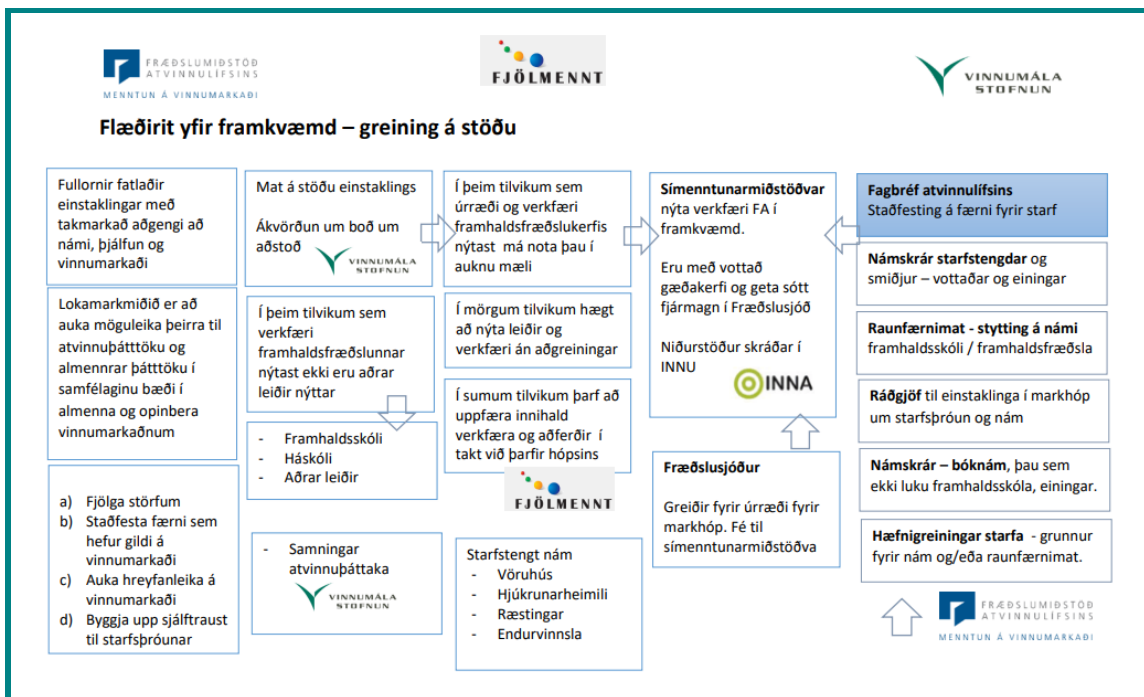 FRÆÐSLUMIÐSTÖÐ
ATVINNULÍFSINS
MENNTUN Á VINNUMARKAÐI
FJÖLMENNT
VINNUMÁLA
STOFNUN
Flæðirit yfir framkvæmd – greining á stöðu
Fullornir fatlaðir
einstaklingar með
takmarkað aðgengi að
námi, þjálfun og
vinnumarkaði
Lokamarkmiðið er að
auka möguleika þeirra til
atvinnuþátttöku og
almennrar þátttöku í
samfélaginu bæði í
almenna og opinbera
vinnumarkaðnum
a) Fjölga störfum
b) Staðfesta færni sem
hefur gildi á
vinnumarkaði
c) Auka hreyfanleika á
vinnumarkaði
d) Byggja upp sjálftraust
til starfsþróunar
Mat á stöðu einstaklings
Ákvörðun um boð um
aðstoð
VINNUMÁLA
STOFNUN
Í þeim tilvikum sem
verkfæri
framhaldsfræðslunnar
nýtast ekki eru aðrar
leiðir nýttar
- Framhaldsskóli
- Háskóli
- Aðrar leiðir
- Samningar
atvinnuþáttaka
VINNUMÁLA
STOFNUN
Í þeim tilvikum sem
úrræði og verkfæri
framhaldsfræðslukerfis
nýtast má nota þau í
auknu mæli
Í mörgum tilvikum hægt
að nýta leiðir og
verkfæri án aðgreiningar
Í sumum tilvikum þarf að
uppfæra innihald
verkfæra og aðferðir í
takt við þarfir hópsins
FJÖLMENNT
Starfstengt nám
- Vöruhús
- Hjúkrunarheimili
- Ræstingar
- Endurvinnsla
Símenntunarmiðstöðvar
nýta verkfæri FA í
framkvæmd.
Eru með vottað
gæðakerfi og geta sótt
fjármagn í Fræðslusjóð
Niðurstöður skráðar í
INNU
INNA
Fræðslusjóður
Greiðir fyrir úrræði fyrir
markhóp. Fé til
símenntunarmiðstöðva
Fagbréf atvinnulífsins
Staðfesting á færni fyrir starf
Námskrár starfstengdar og
smiðjur – vottaðar og einingar
Raunfærnimat - stytting á námi
framhaldsskóli / framhaldsfræðsla
Ráðgjöf til einstaklinga í markhóp
um starfsþróun og nám
Námskrár – bóknám, þau sem
ekki luku framhaldsskóla, einingar.
Hæfnigreiningar starfa - grunnur
fyrir nám og/eða raunfærnimat.
FRÆÐSLUMIÐSTÖÐ
ATVINNULÍFSINS
MENNTUN Á VINNUMARKAÐI